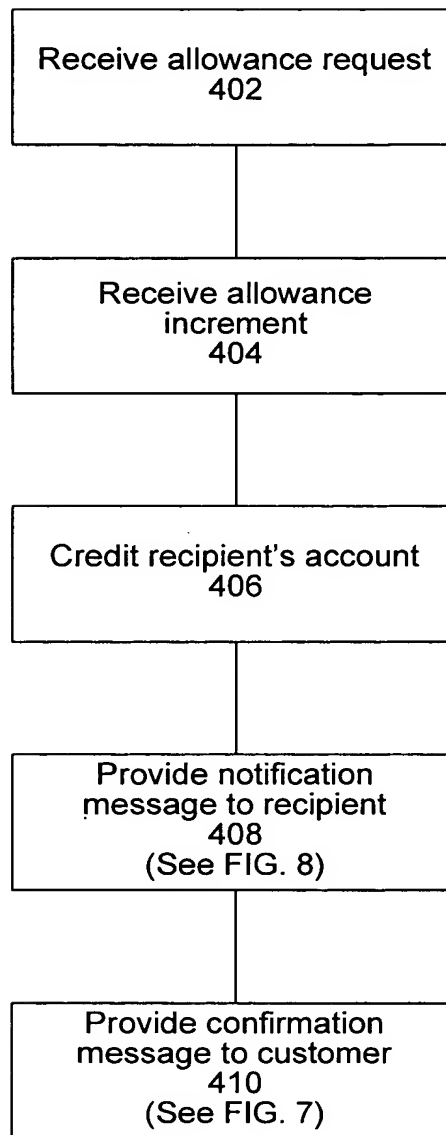 Receive allowance request
402
Receive allowance
increment
404
Credit recipient's account
406
Provide notification
message to recipient
408
(See FIG. 8)
Provide confirmation
message to customer
410
(See FIG. 7)